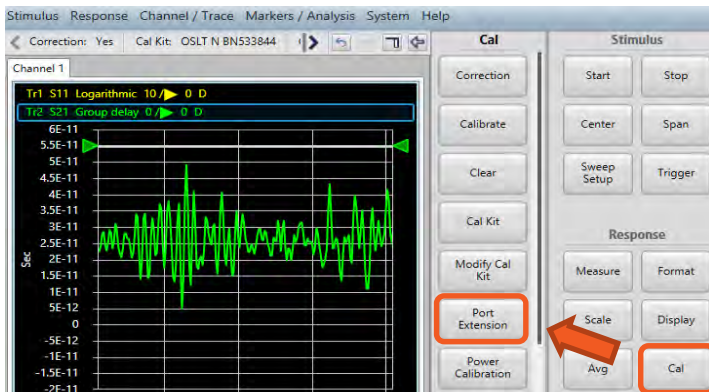 Stimulus Response Channel / Trace Markers / Analysis System Help
Correction: Yes Cal Kit: OSLT N BN533844
Channel 1
Tr1 S11 Logarithmic 10 / 0 D
Tr2 S21 Group delay 0 / 0 D
6E-11
5.5E-11
5E-11
4.5E-11
4E-11
3.5E-11
3E-11
2.5E-11
2E-11
1.5E-11
1E-11
5E-12
0
-5E-12
-1E-11
-1.5E-11
-2E-11
Sec
Cal
Correction
Calibrate
Clear
Cal Kit
Modify Cal
Kit
Port
Extension
Power
Calibration
Stimulus
Start Stop
Center Span
Sweep
Setup
Trigger
Response
Measure Format
Scale Display
Avg Cal